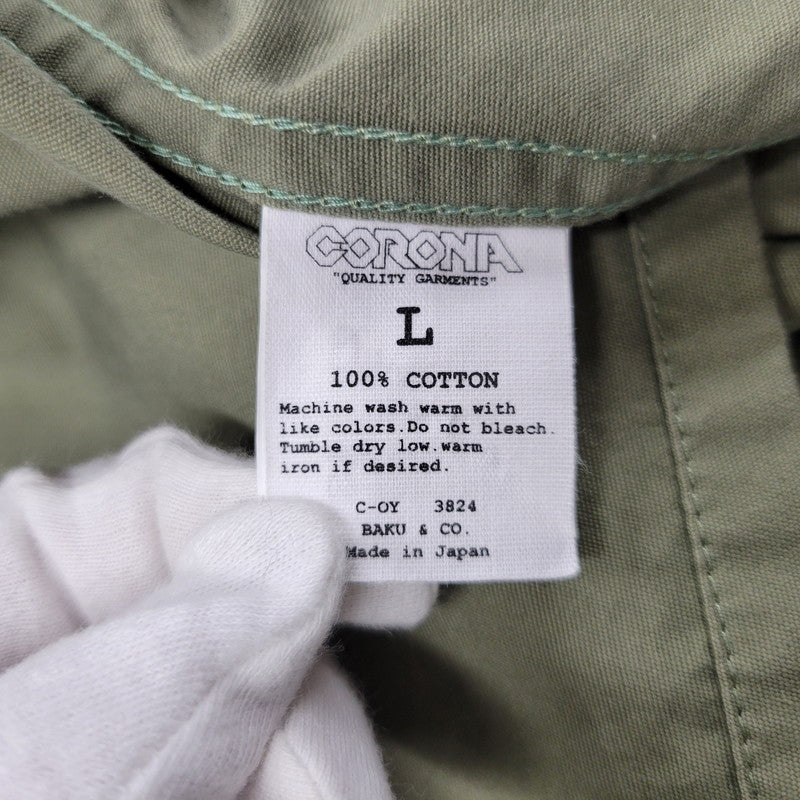 CORONA
"QUALITY GARMENTS"
L
100% COTTON
Machine wash warm with
like colors.Do not bleach.
Tumble dry low.warm
iron if desired.
C-OY 3824
BAKU & CO.
Made in Japan